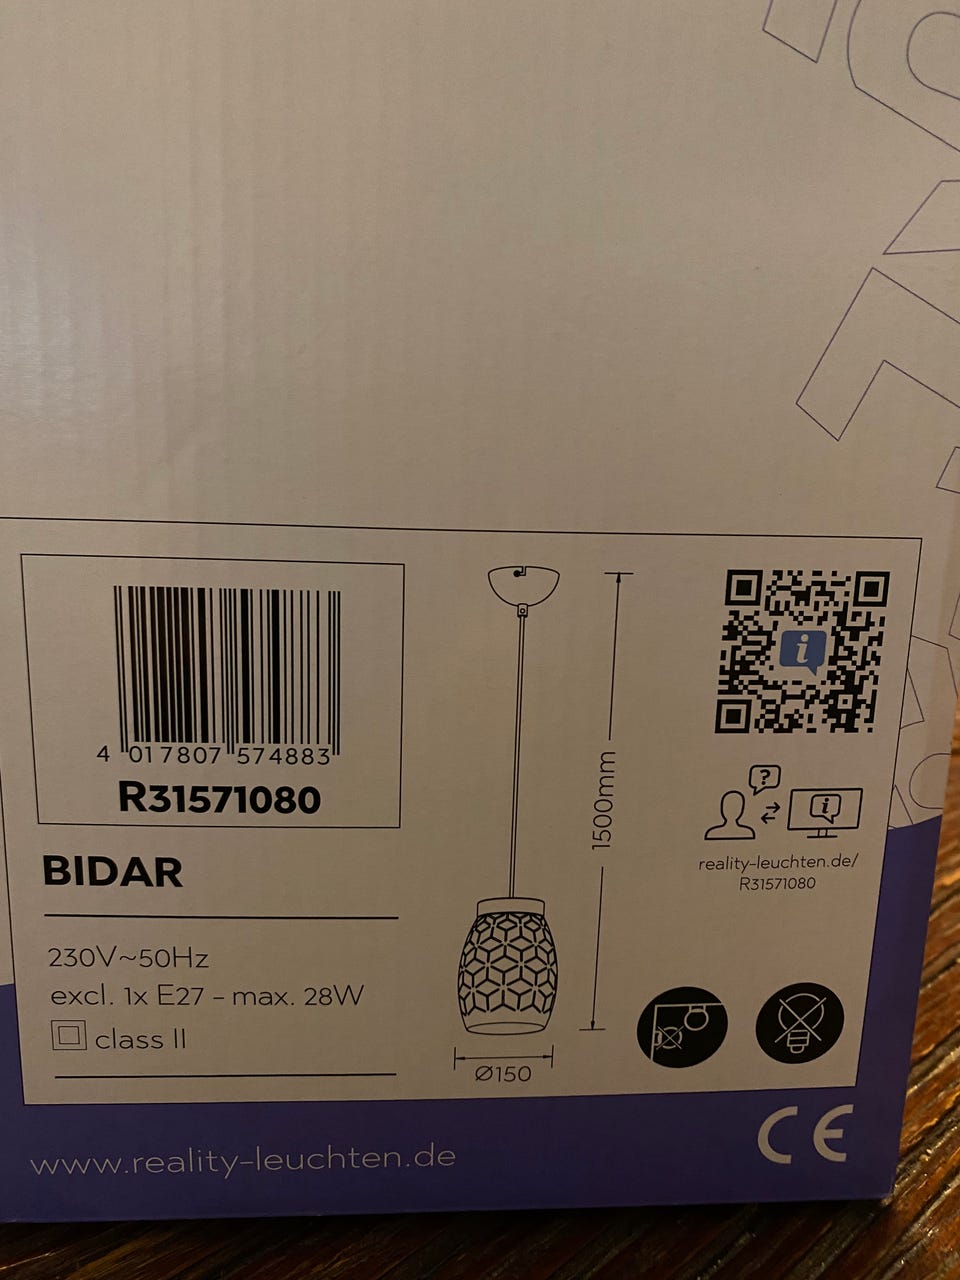 4 017807 574883
R31571080
BIDAR
230V~50Hz
excl. 1x E27 - max. 28W
class II
1500mm
Ø150
i
?
i
reality-leuchten.de/
R31571080
www.reality-leuchten.de
CE